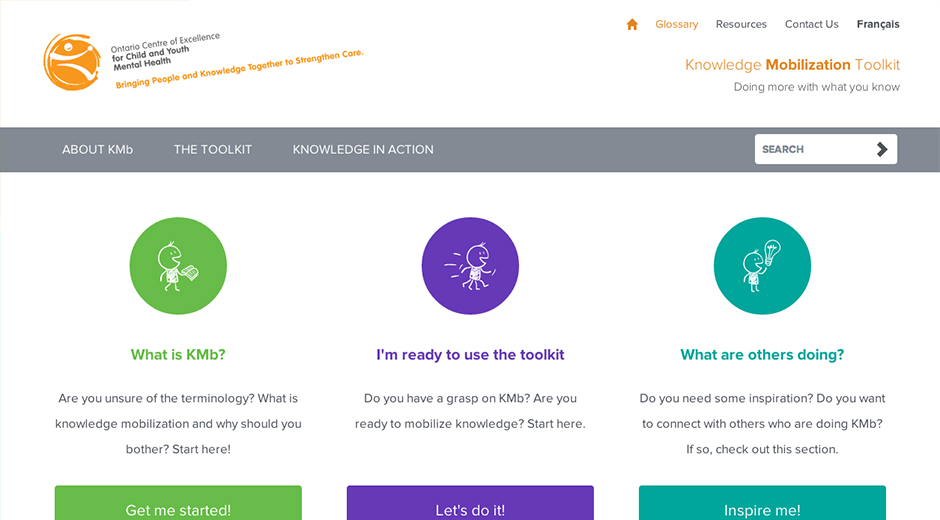 Glossary Resources Contact Us Français
Ontario Centre of Excellence
for Child and Youth
Mental Health
Bringing People and Knowledge Together to Strengthen Care.
Knowledge Mobilization Toolkit
Doing more with what you know
ABOUT KMb THE TOOLKIT KNOWLEDGE IN ACTION SEARCH
What is KMb?
Are you unsure of the terminology? What is
knowledge mobilization and why should you
bother? Start here!
Get me started!
I'm ready to use the toolkit
Do you have a grasp on KMb? Are you
ready to mobilize knowledge? Start here.
Let's do it!
What are others doing?
Do you need some inspiration? Do you want
to connect with others who are doing KMb?
If so, check out this section.
Inspire me!